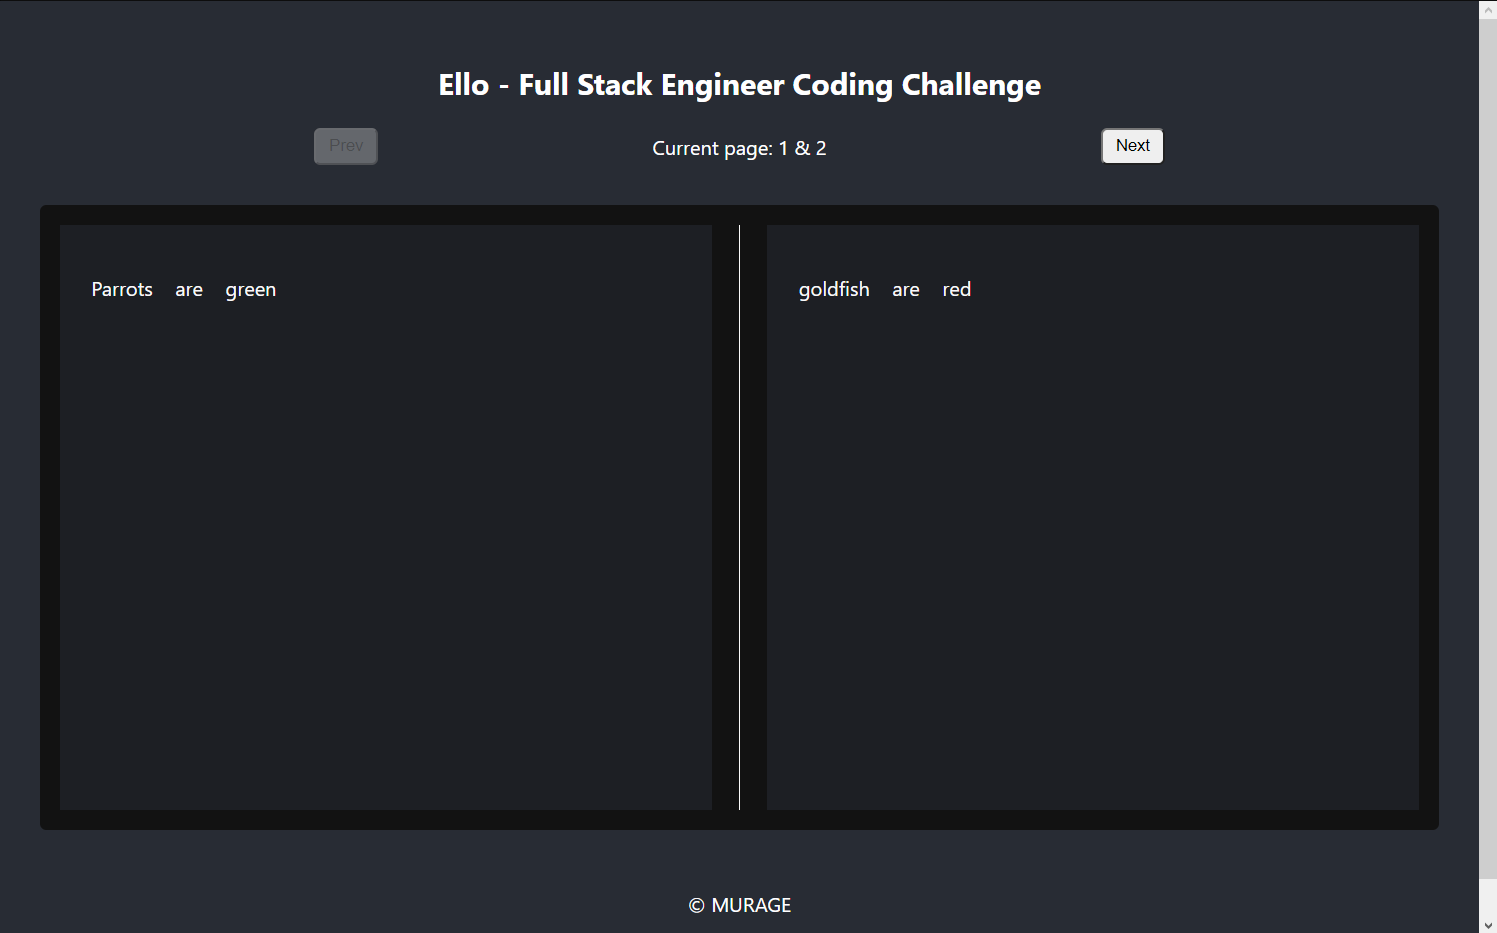 Ello - Full Stack Engineer Coding Challenge
Prev
Current page: 1 & 2
Next
Parrots are green
goldfish are red
© MURAGE